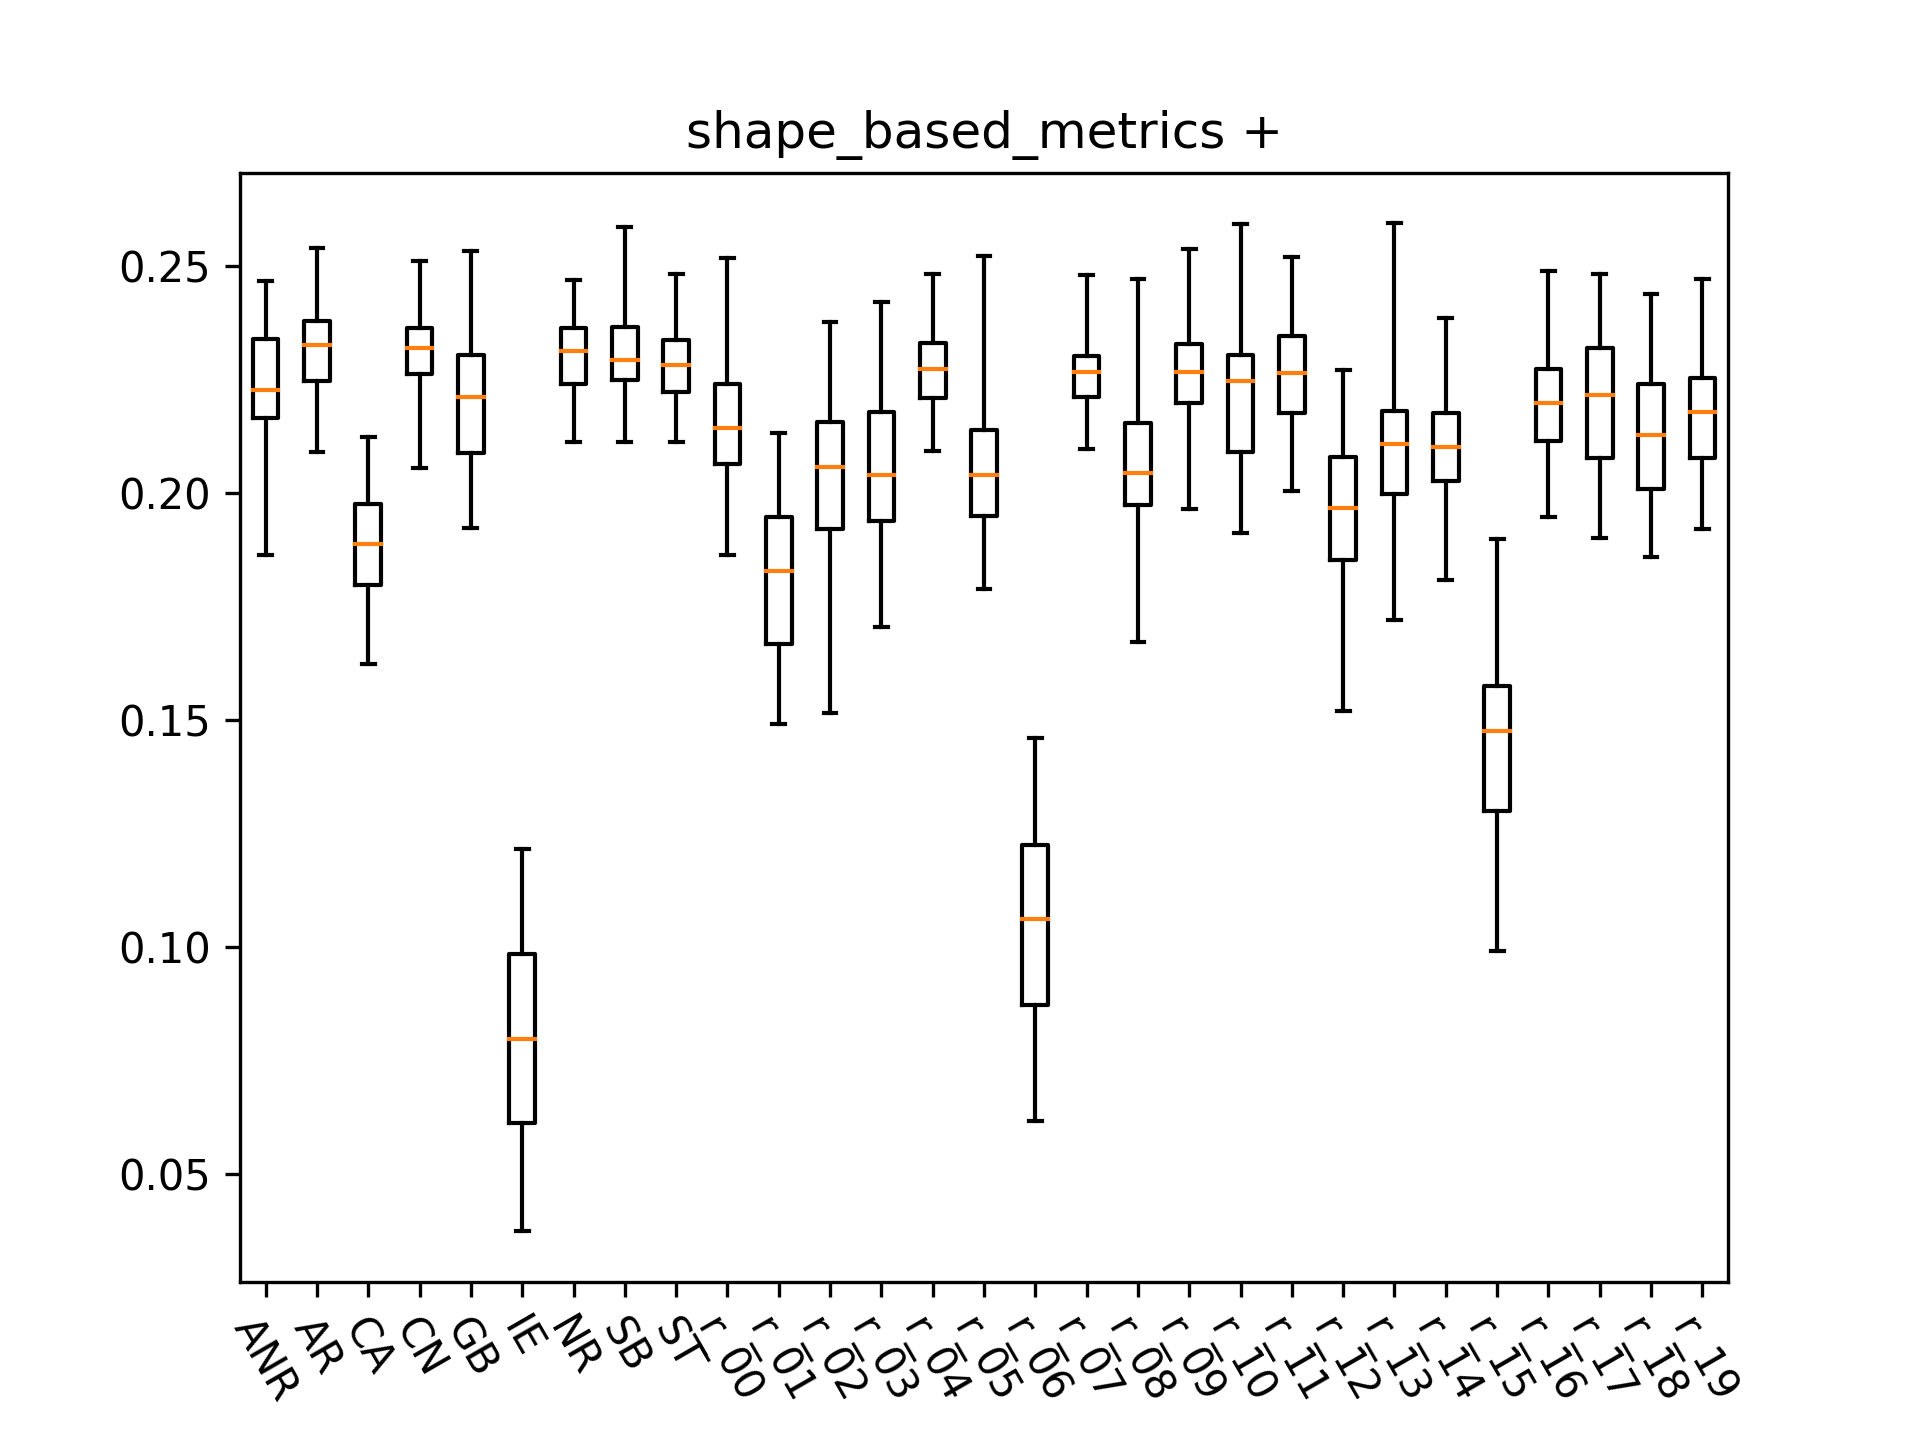 shape_based_metrics +
0.25
0.20
0.15
0.10
0.05
ANR
AR
CA
CN
GB
IE
NR
SB
ST
r_00
r_01
r_02
r_03
r_04
r_05
r_06
r_07
r_08
r_09
r_10
r_11
r_12
r_13
r_14
r_15
r_16
r_17
r_18
r_19